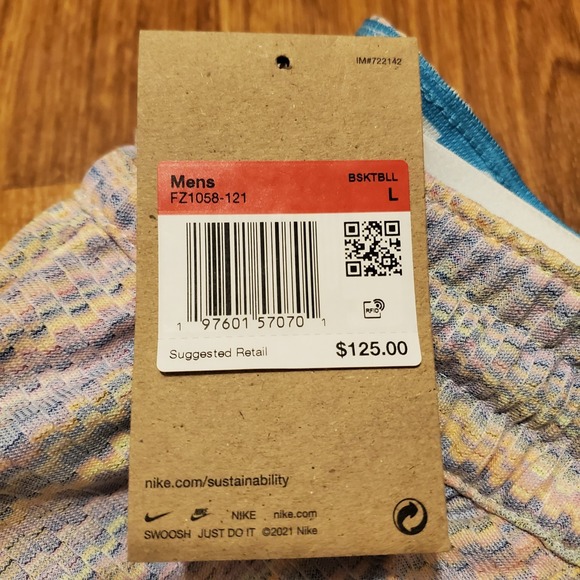 IM#722142
Mens BSKTBLL
FZ1058-121 L
1 97601 57070 1
RFID
Suggested Retail $125.00
nike.com/sustainability
NIKE NIKE nike.com
SWOOSH JUST DO IT ©2021 Nike